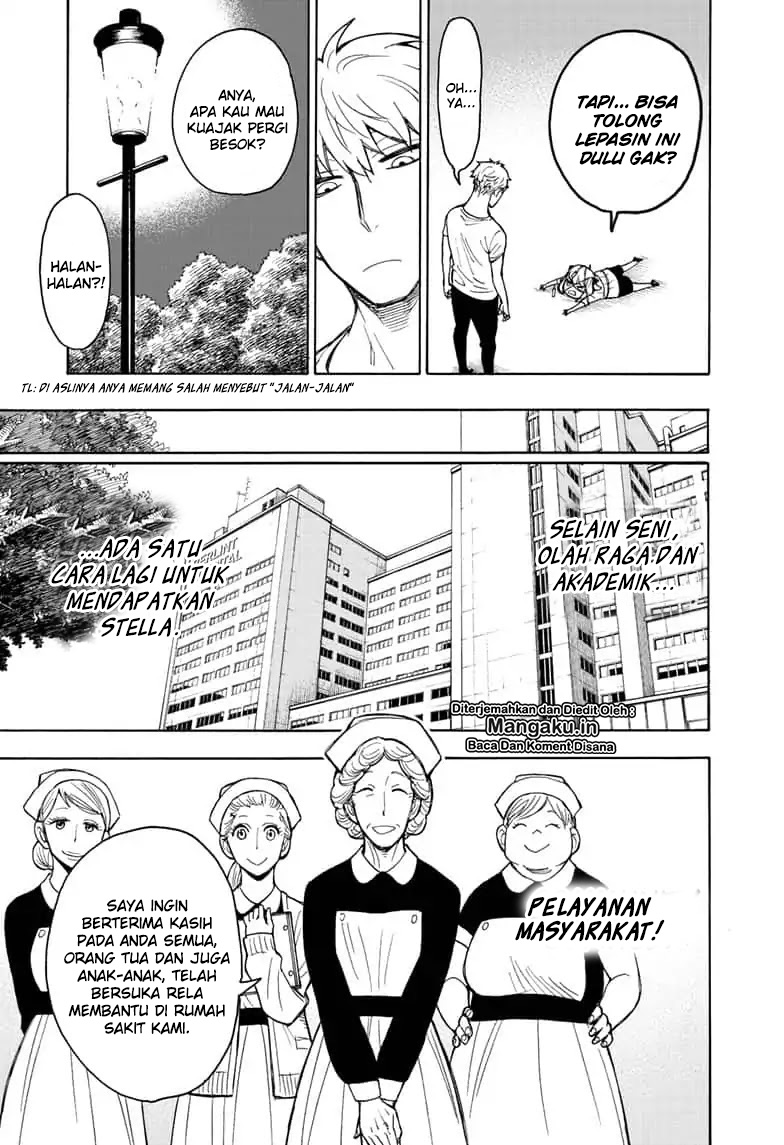 TAPI... BISA
TOLONG
LEPASIN INI
DULU GAK?
OH...
YA...
ANYA,
APA KAU MAU
KUAJAK PERGI
BESOK?
HALAN-
HALAN?!
TL: DI ASLINYA ANYA MEMANG SALAH MENYEBUT "JALAN-JALAN"
SELAIN SENI,
OLAH RAGA DAN
AKADEMIK...
...ADA SATU
CARA LAGI UNTUK
MENDAPATKAN
STELLA.
Diterjemahkan dan Diedit Oleh :
Mangaku.in
Baca Dan Koment Disana
PELAYANAN
MASYARAKAT!
SAYA INGIN
BERTERIMA KASIH
PADA ANDA SEMUA,
ORANG TUA DAN JUGA
ANAK-ANAK, TELAH
BERSUKA RELA
MEMBANTU DI RUMAH
SAKIT KAMI.